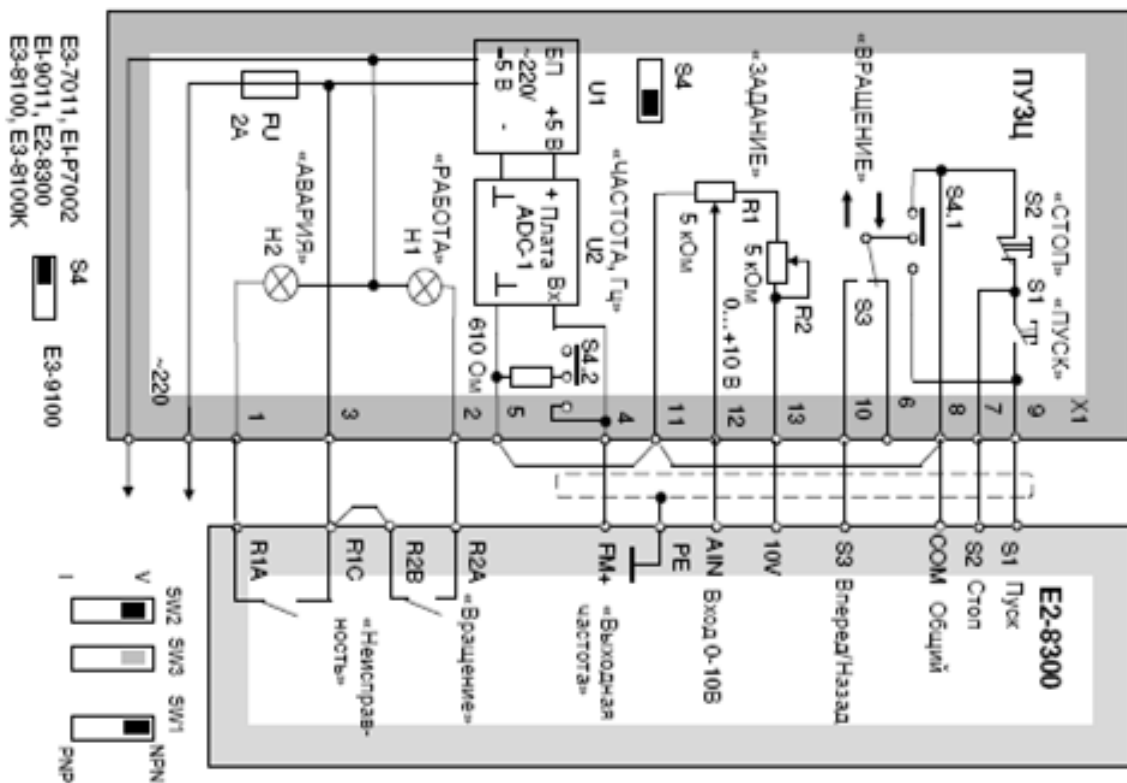 ПУЗЦ
«СТОП» «ПУСК»
S2
S1
S4.1
«ВРАЩЕНИЕ»
S3
«ЗАДАНИЕ»
R1
5 кОм
5 кОм
R2
0...+10 В
S4
U1
БП
~220/
=5 В
+5 В
-
«ЧАСТОТА, Гц»
U2
+ Плата Вх
ADC-1
S4.2
610 Ом
«РАБОТА»
H1
«АВАРИЯ»
H2
FU
2А
~220
X1
9
7
8
6
10
13
12
11
4
5
2
3
1
E2-8300
S1 Пуск
S2 Стоп
COM Общий
S3 Вперед/Назад
10V
AIN Вход 0-10В
PE
FM+ «Выходная
частота»
R2A «Вращение»
R2B
R1C «Неисправ-
ность»
R1A
E3-7011, EI-P7002
EI-9011, E2-8300
E3-8100, E3-8100K
S4
E3-9100
SW2
SW3
SW1
V
I
NPN
PNP